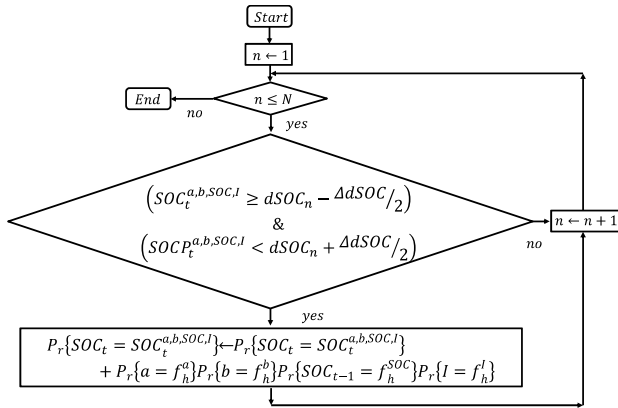 Start
n ← 1
n ≤ N
End
no
yes
(SOC_t^{a,b,SOC,I} ≥ dSOC_n − ΔdSOC/2)
&
(SOCP_t^{a,b,SOC,I} < dSOC_n + ΔdSOC/2)
n ← n + 1
no
yes
P_r{SOC_t = SOC_t^{a,b,SOC,I}}←P_r{SOC_t = SOC_t^{a,b,SOC,I}}
+ P_r{a = f_h^a}P_r{b = f_h^b}P_r{SOC_{t−1} = f_h^{SOC}}P_r{I = f_h^I}